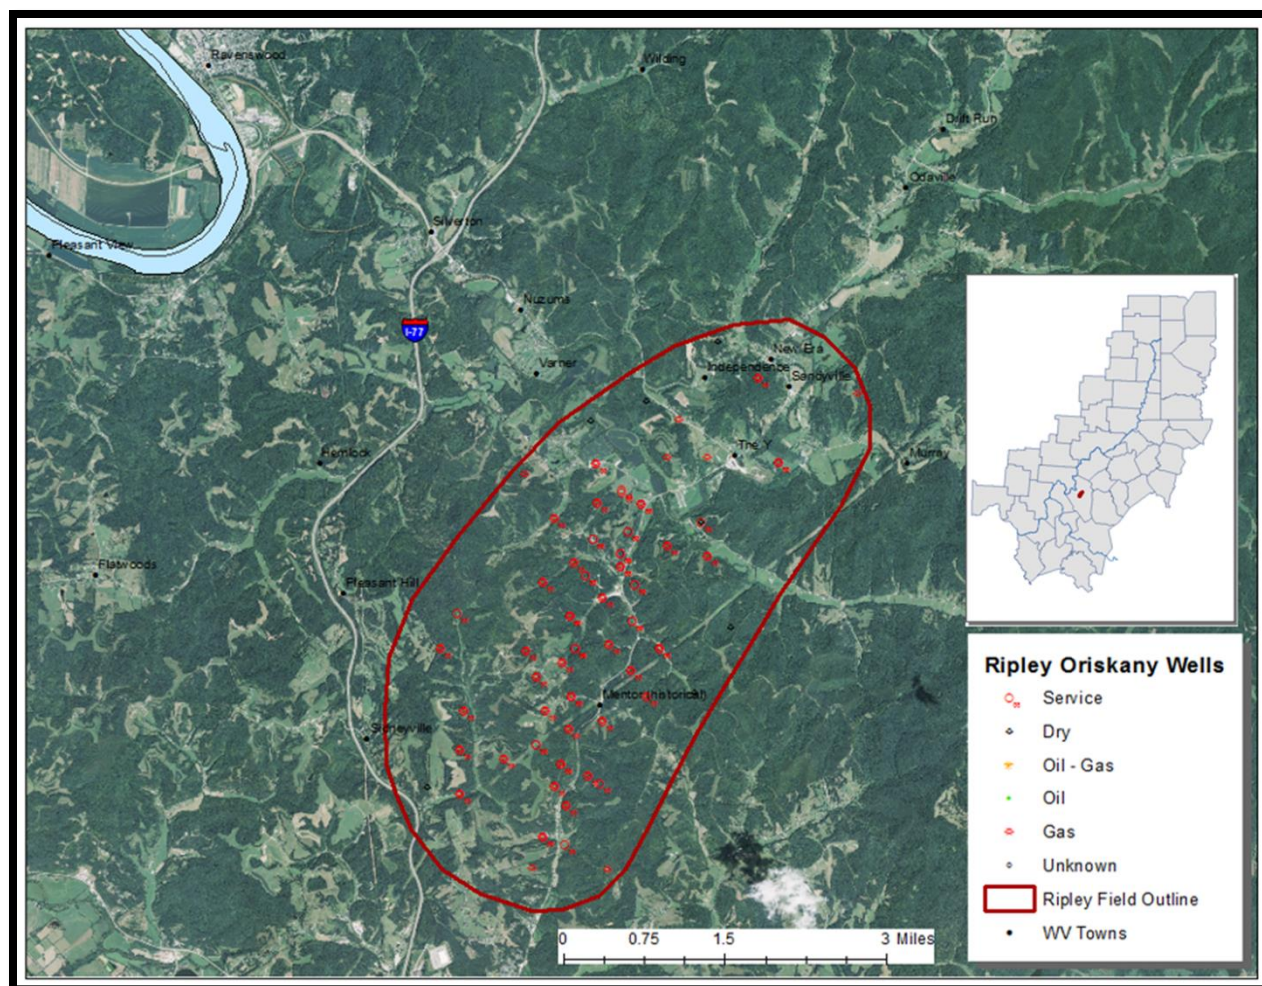 Ravenswood
Wilding
Drift Run
Odaville
Silverton
Pleasant View
Nuzums
I-77
New Era
Varner
Independence
Sandyville
The Y
Hemlock
Murray
Flatwoods
Pleasant Hill
Mentor (historical)
Sidneyville
Ripley Oriskany Wells
Service
Dry
Oil - Gas
Oil
Gas
Unknown
Ripley Field Outline
WV Towns
0 0.75 1.5 3 Miles